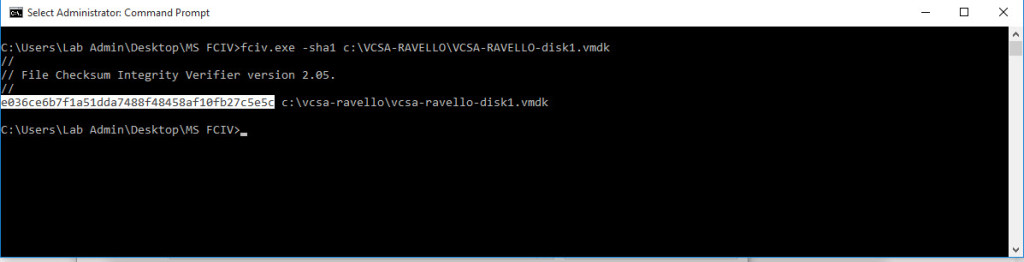 Select Administrator: Command Prompt
C:\Users\Lab Admin\Desktop\MS FCIV>fciv.exe -sha1 c:\VCSA-RAVELLO\VCSA-RAVELLO-disk1.vmdk
//
// File Checksum Integrity Verifier version 2.05.
//
e036ce6b7f1a51dda7488f48458af10fb27c5e5c c:\vcsa-ravello\vcsa-ravello-disk1.vmdk
C:\Users\Lab Admin\Desktop\MS FCIV>